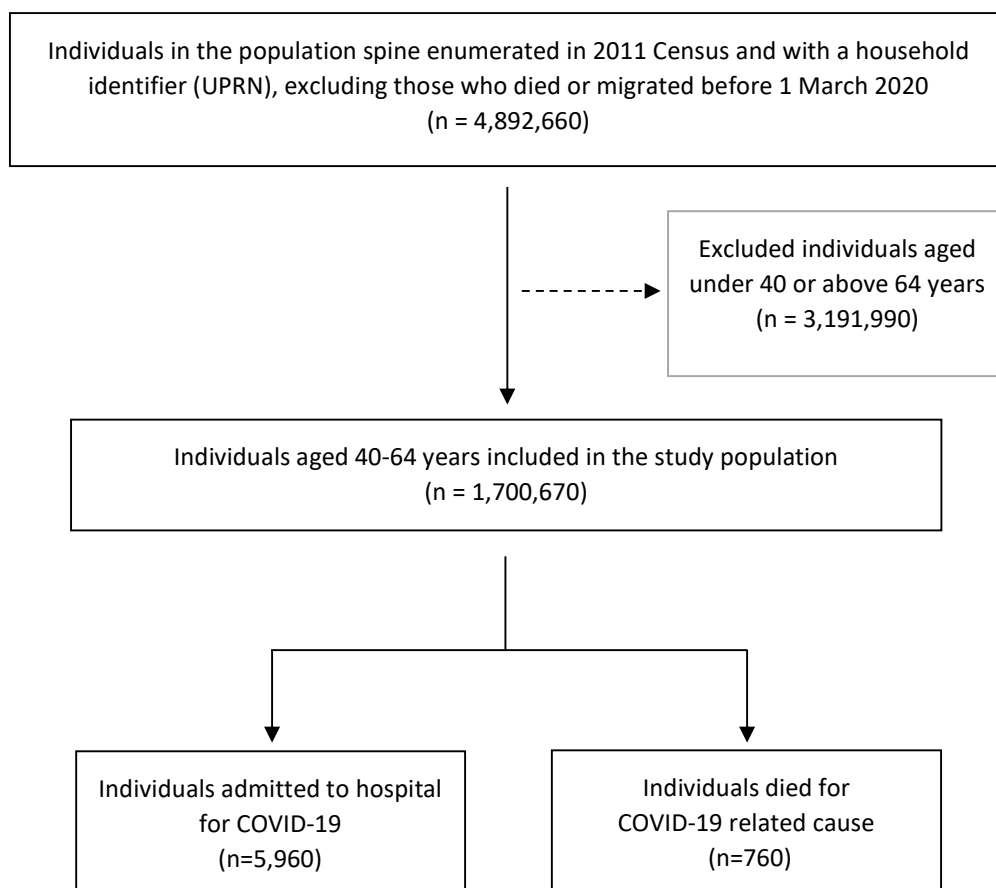 Individuals in the population spine enumerated in 2011 Census and with a household
identifier (UPRN), excluding those who died or migrated before 1 March 2020
(n = 4,892,660)
Excluded individuals aged
under 40 or above 64 years
(n = 3,191,990)
Individuals aged 40-64 years included in the study population
(n = 1,700,670)
Individuals admitted to hospital
for COVID-19
(n=5,960)
Individuals died for
COVID-19 related cause
(n=760)